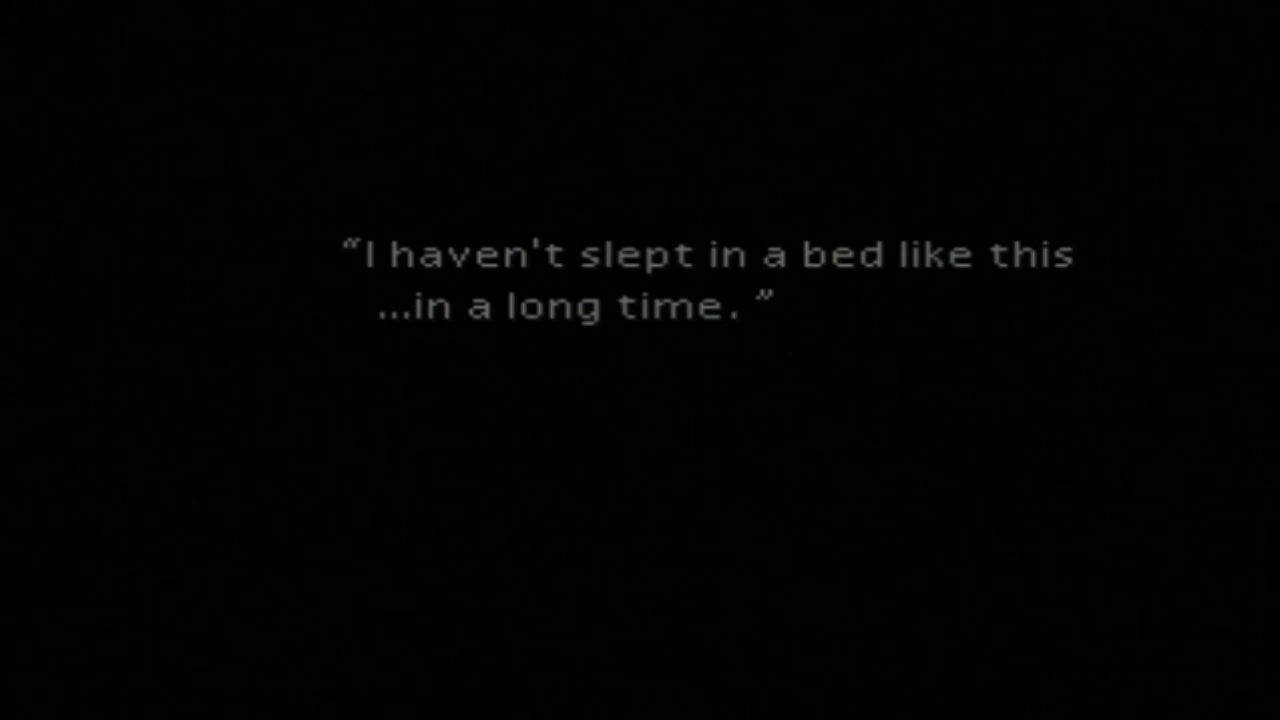 “I haven't slept in a bed like this
...in a long time. ”